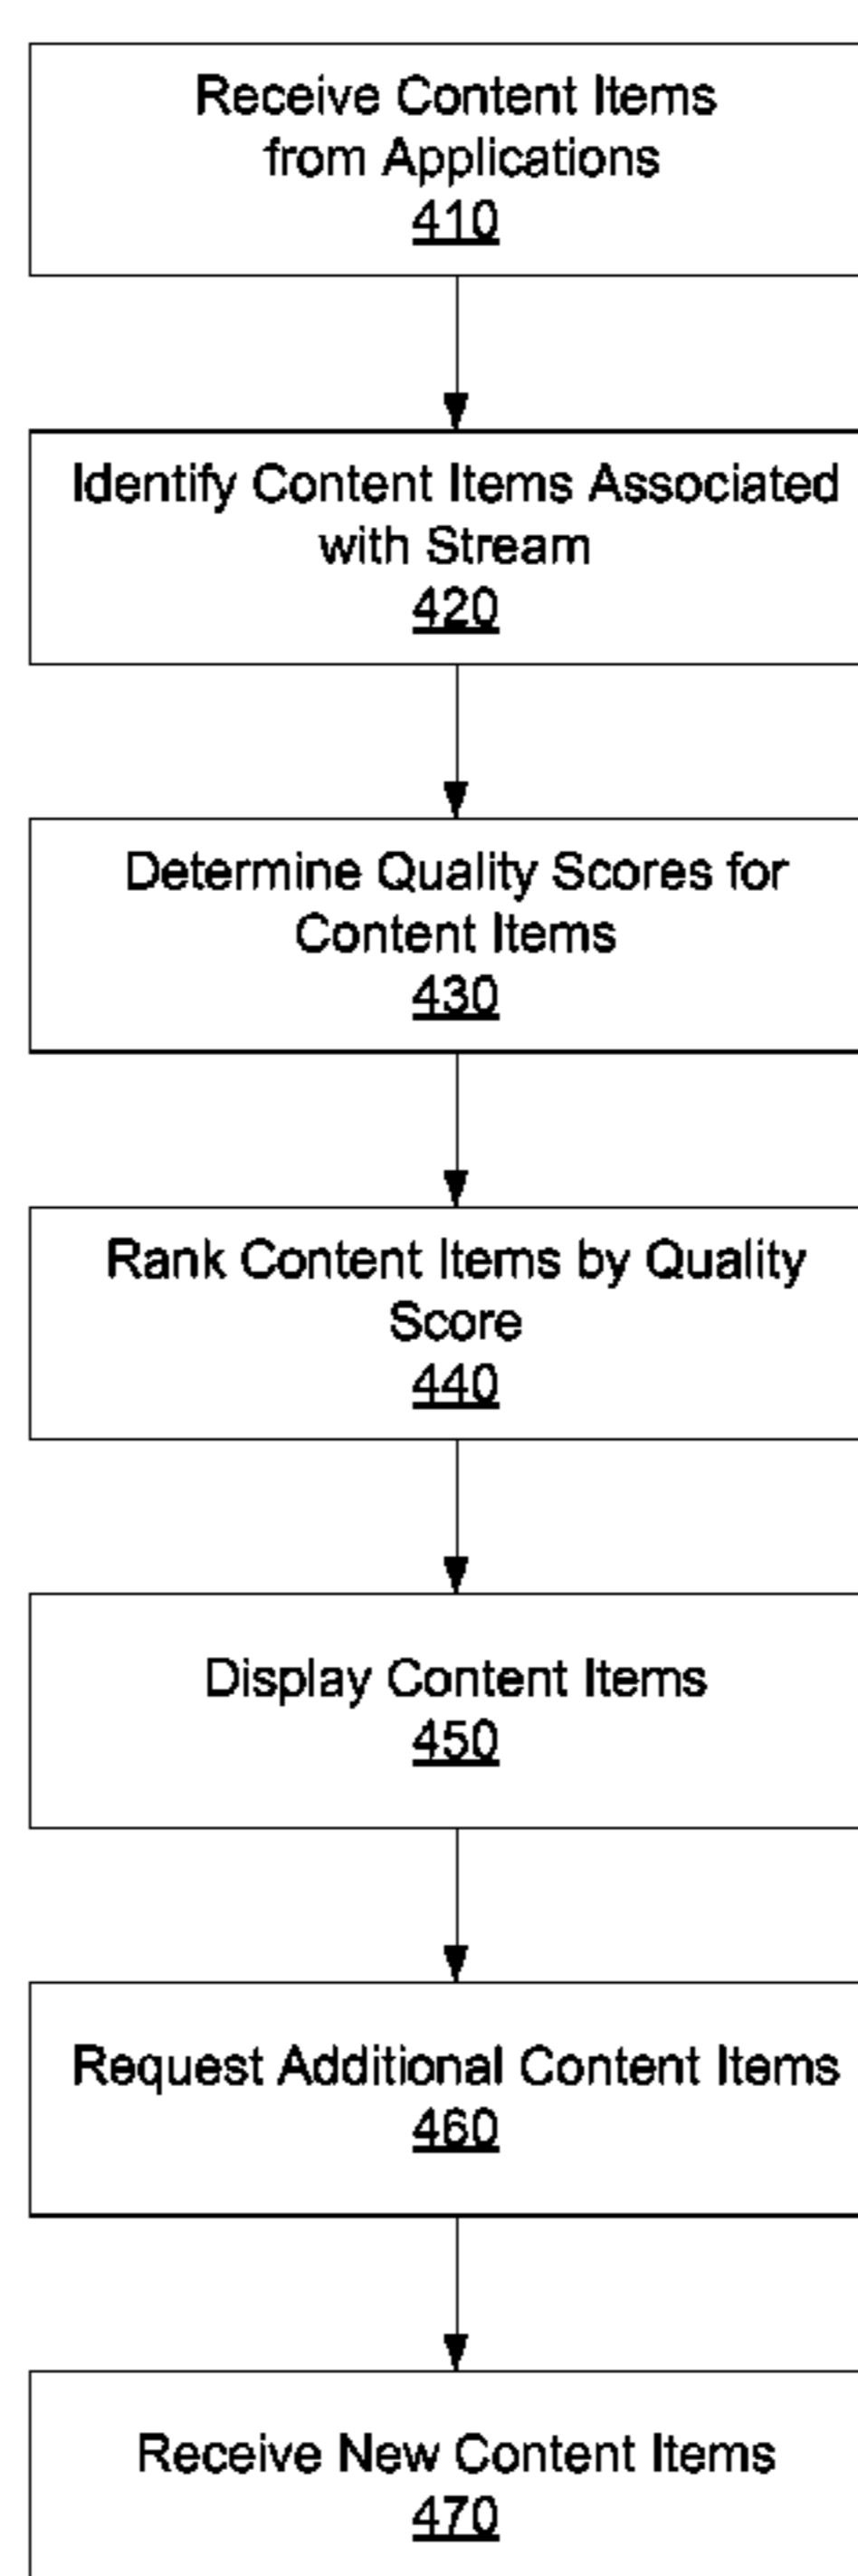 Receive Content Items
from Applications
410
Identify Content Items Associated
with Stream
420
Determine Quality Scores for
Content Items
430
Rank Content Items by Quality
Score
440
Display Content Items
450
Request Additional Content Items
460
Receive New Content Items
470